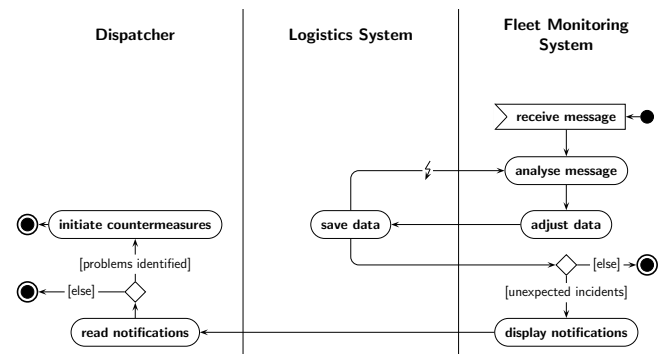 Dispatcher
Logistics System
Fleet Monitoring
System
receive message
analyse message
initiate countermeasures
save data
adjust data
[problems identified]
[else]
[else]
[unexpected incidents]
read notifications
display notifications